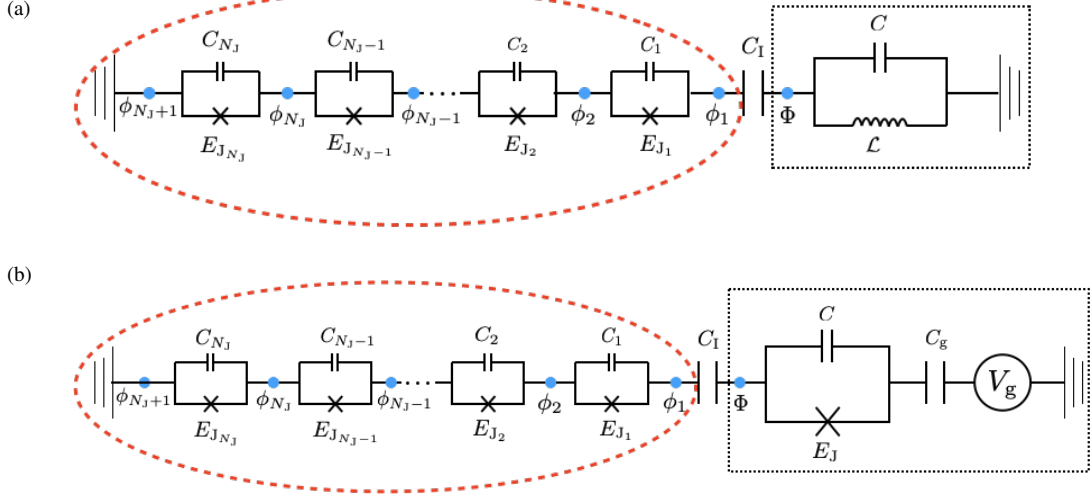 (a)
C_{N_J} C_{N_J−1} C_2 C_1 C_I C
ϕ_{N_J+1} ϕ_{N_J} ϕ_{N_J−1} ϕ_2 ϕ_1 Φ
E_{J_{N_J}} E_{J_{N_J−1}} E_{J_2} E_{J_1} ℒ
(b)
C_{N_J} C_{N_J−1} C_2 C_1 C_I C C_g
V_g
ϕ_{N_J+1} ϕ_{N_J} ϕ_{N_J−1} ϕ_2 ϕ_1 Φ
E_{J_{N_J}} E_{J_{N_J−1}} E_{J_2} E_{J_1} E_J